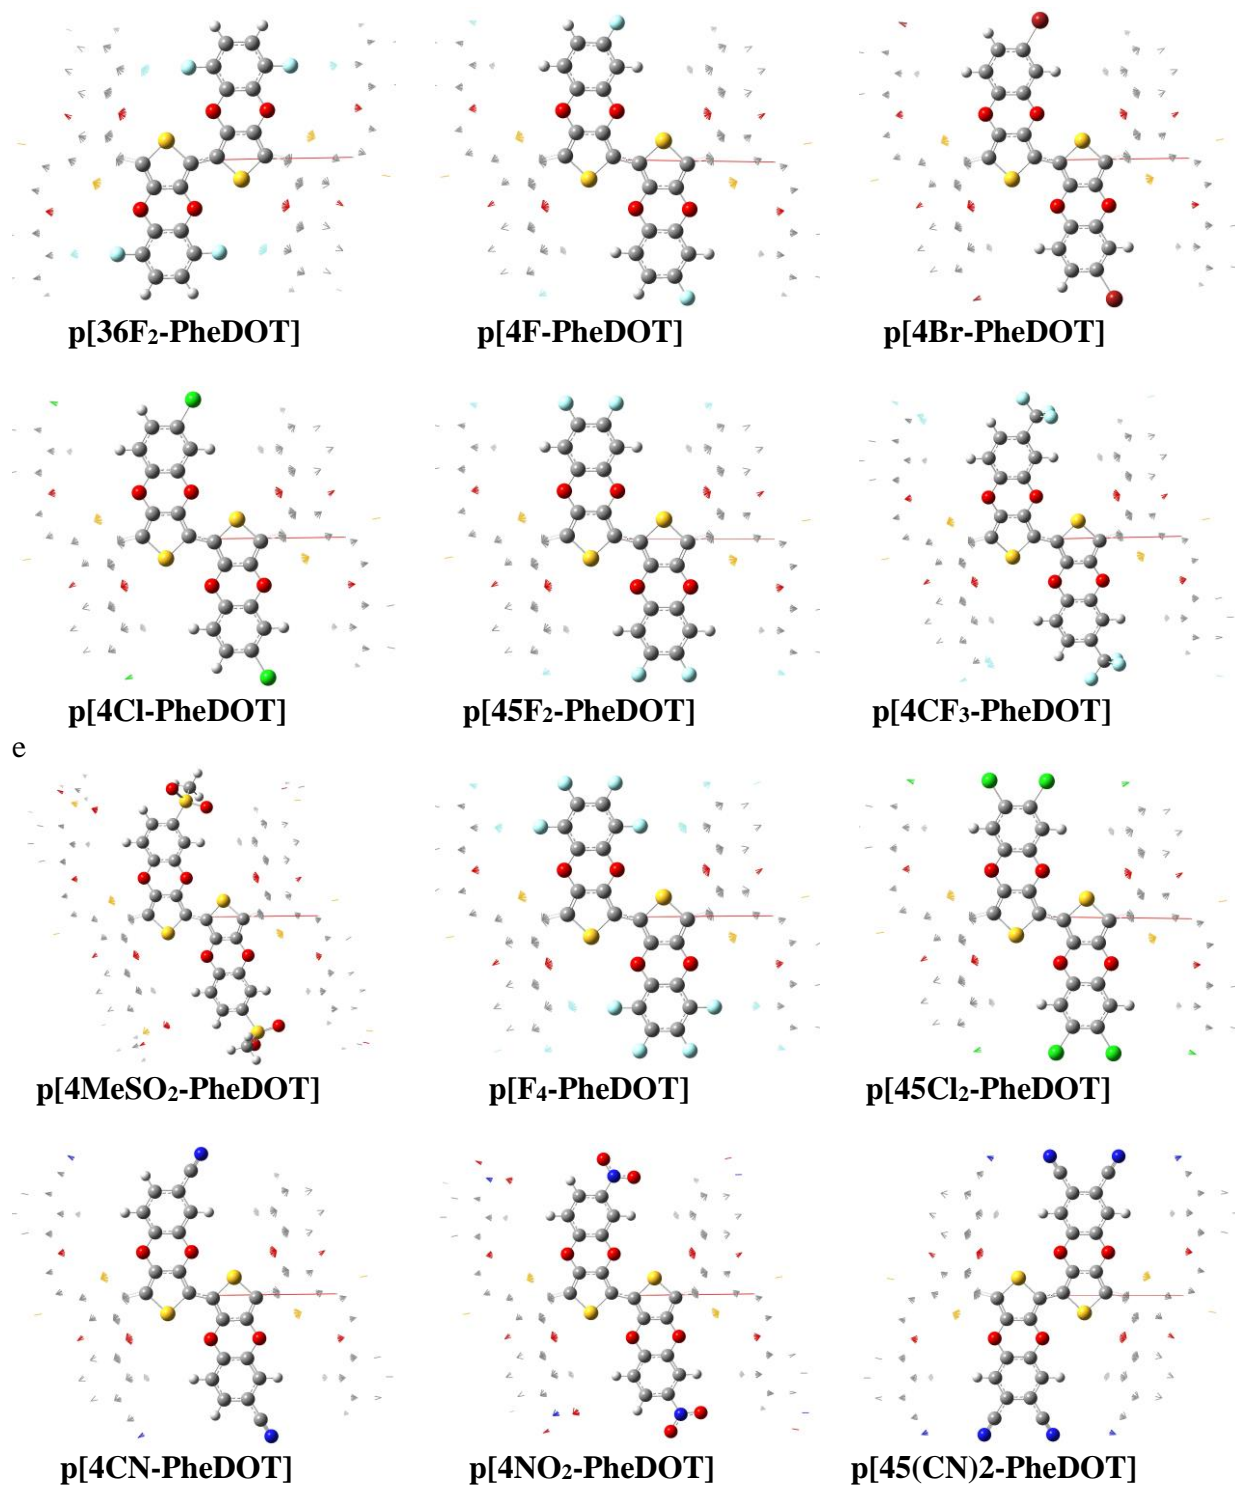 p[36F₂-PheDOT] p[4F-PheDOT] p[4Br-PheDOT]
p[4Cl-PheDOT] p[45F₂-PheDOT] p[4CF₃-PheDOT]
e
p[4MeSO₂-PheDOT] p[F₄-PheDOT] p[45Cl₂-PheDOT]
p[4CN-PheDOT] p[4NO₂-PheDOT] p[45(CN)2-PheDOT]